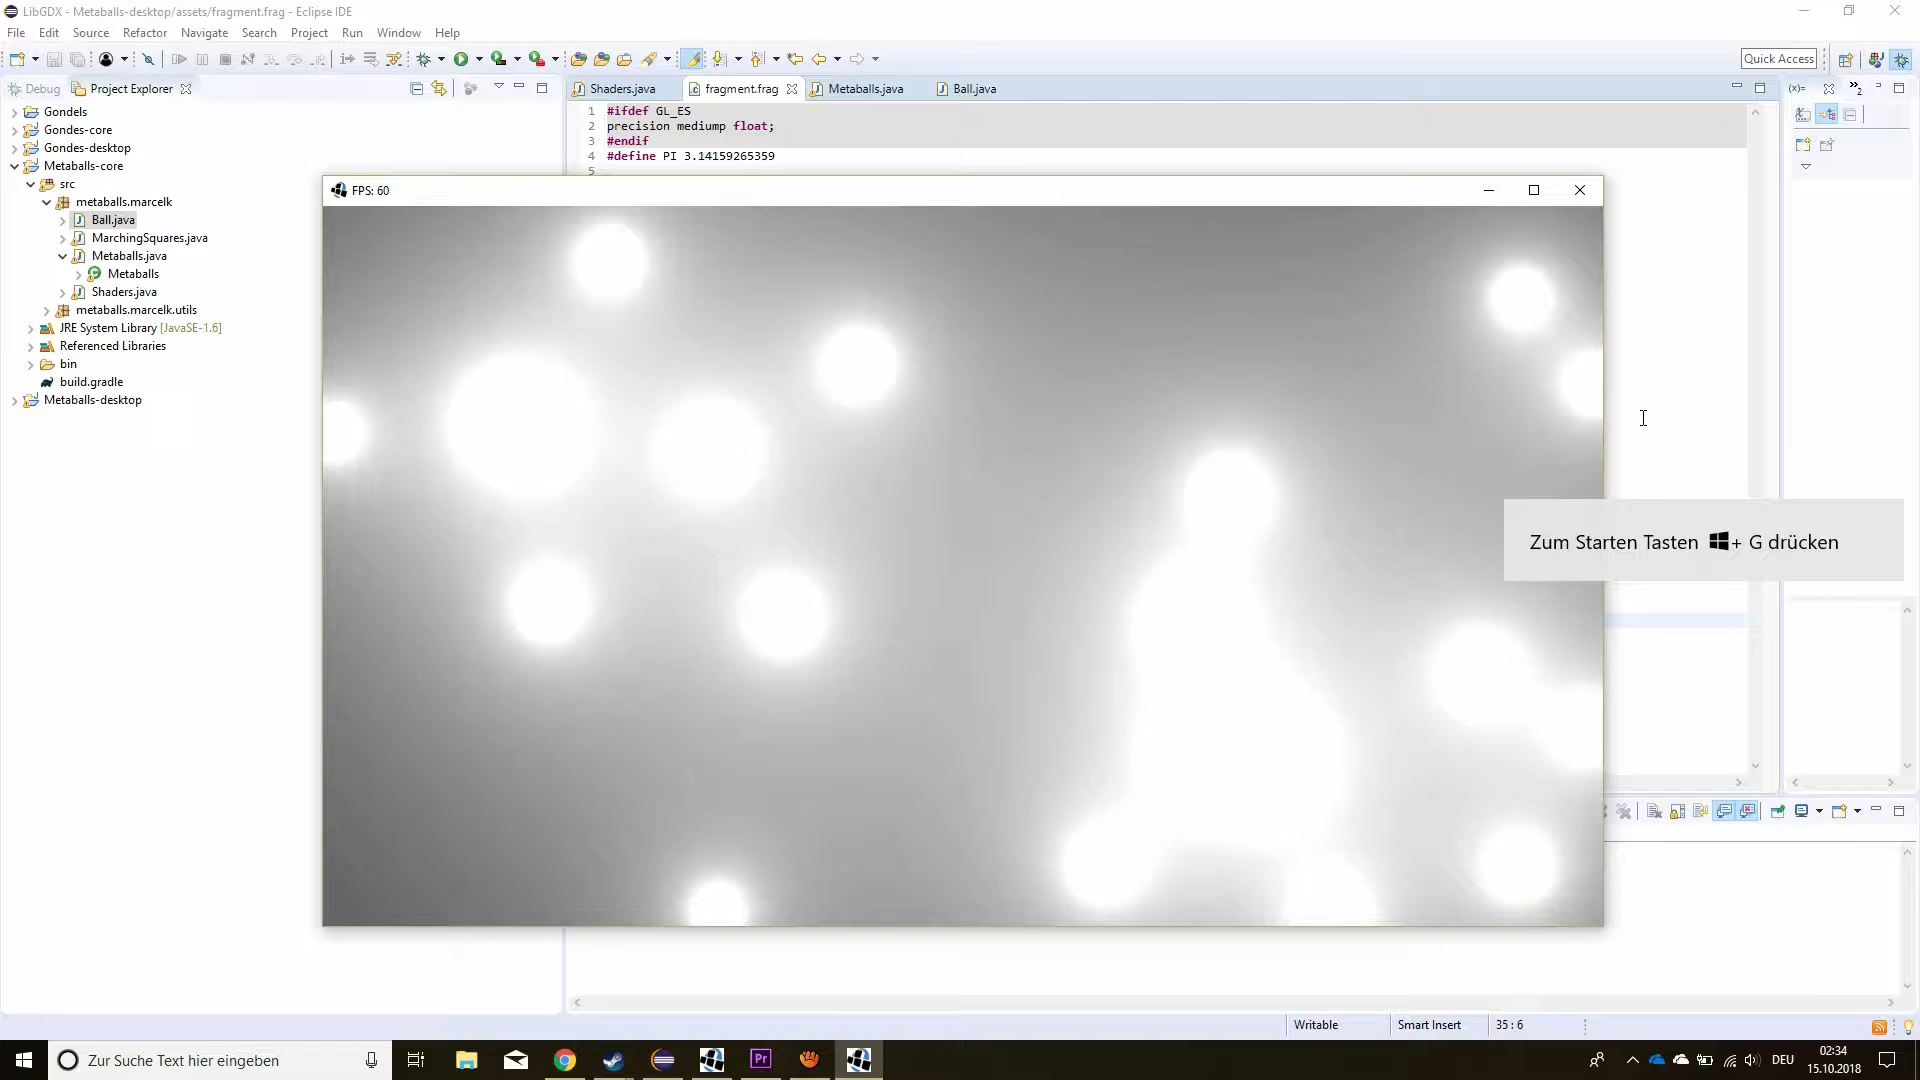 LibGDX - Metaballs-desktop/assets/fragment.frag - Eclipse IDE
File Edit Source Refactor Navigate Search Project Run Window Help
Quick Access
Debug Project Explorer
Shaders.java fragment.frag Metaballs.java Ball.java
(x)= 2
Gondels
Gondes-core
Gondes-desktop
Metaballs-core
src
metaballs.marcelk
Ball.java
MarchingSquares.java
Metaballs.java
Metaballs
Shaders.java
metaballs.marcelk.utils
JRE System Library [JavaSE-1.6]
Referenced Libraries
bin
build.gradle
Metaballs-desktop
1 #ifdef GL_ES
2 precision mediump float;
3 #endif
4 #define PI 3.14159265359
5
FPS: 60
Zum Starten Tasten + G drücken
Writable Smart Insert 35 : 6
Zur Suche Text hier eingeben
Pr
DEU
02:34
15.10.2018